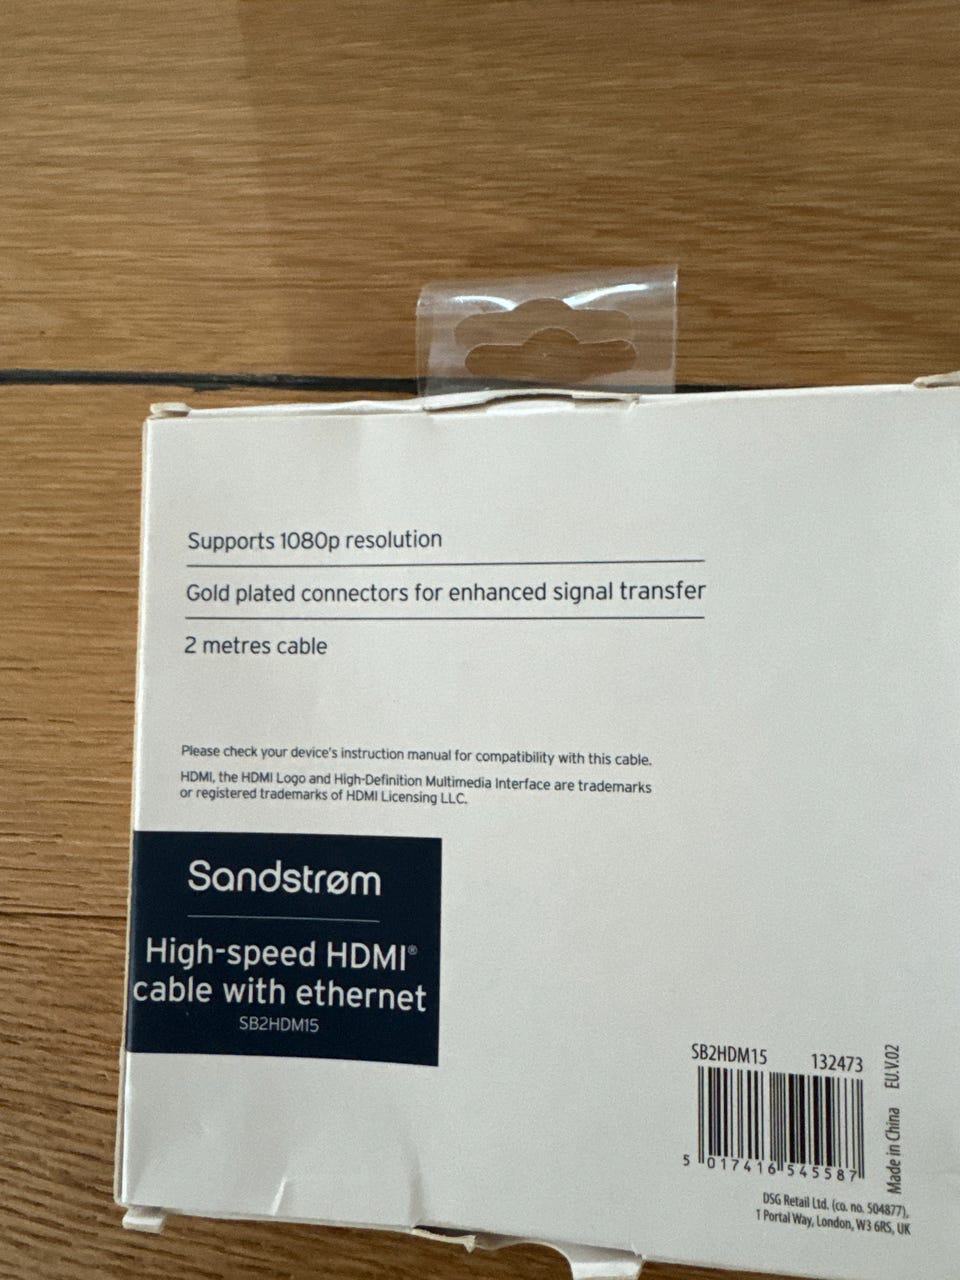 Supports 1080p resolution
Gold plated connectors for enhanced signal transfer
2 metres cable
Please check your device's instruction manual for compatibility with this cable.
HDMI, the HDMI Logo and High-Definition Multimedia Interface are trademarks
or registered trademarks of HDMI Licensing LLC.
Sandstrøm
High-speed HDMI®
cable with ethernet
SB2HDM15
SB2HDM15 132473
5 017416 545587
Made in China EU.V.02
DSG Retail Ltd. (co. no. 504877),
1 Portal Way, London, W3 6RS, UK